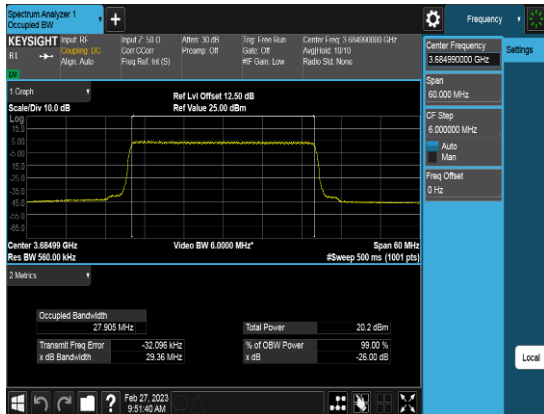 Spectrum Analyzer 1
Occupied BW
+
Frequency
KEYSIGHT
RL
Input: RF
Coupling: DC
Align: Auto
Input Z: 50 Ω
Corr CCorr
Freq Ref: Int (S)
Atten: 30 dB
Preamp: Off
Trig: Free Run
Gate: Off
#IF Gain: Low
Center Freq: 3.684990000 GHz
Avg|Hold: 10/10
Radio Std: None
Center Frequency
3.684990000 GHz
Settings
Span
60.000 MHz
CF Step
6.000000 MHz
Auto
Man
Freq Offset
0 Hz
Local
1 Graph
Scale/Div 10.0 dB
Ref Lvl Offset 12.50 dB
Ref Value 25.00 dBm
Log
15.0
5.00
-5.00
-15.0
-25.0
-35.0
-45.0
-55.0
-65.0
Center 3.68499 GHz
Res BW 560.00 kHz
Video BW 6.0000 MHz*
Span 60 MHz
#Sweep 500 ms (1001 pts)
2 Metrics
Occupied Bandwidth
27.905 MHz
Total Power 20.2 dBm
Transmit Freq Error -32.096 kHz
% of OBW Power 99.00 %
x dB Bandwidth 29.36 MHz
x dB -26.00 dB
?
Feb 27, 2023
9:51:40 AM